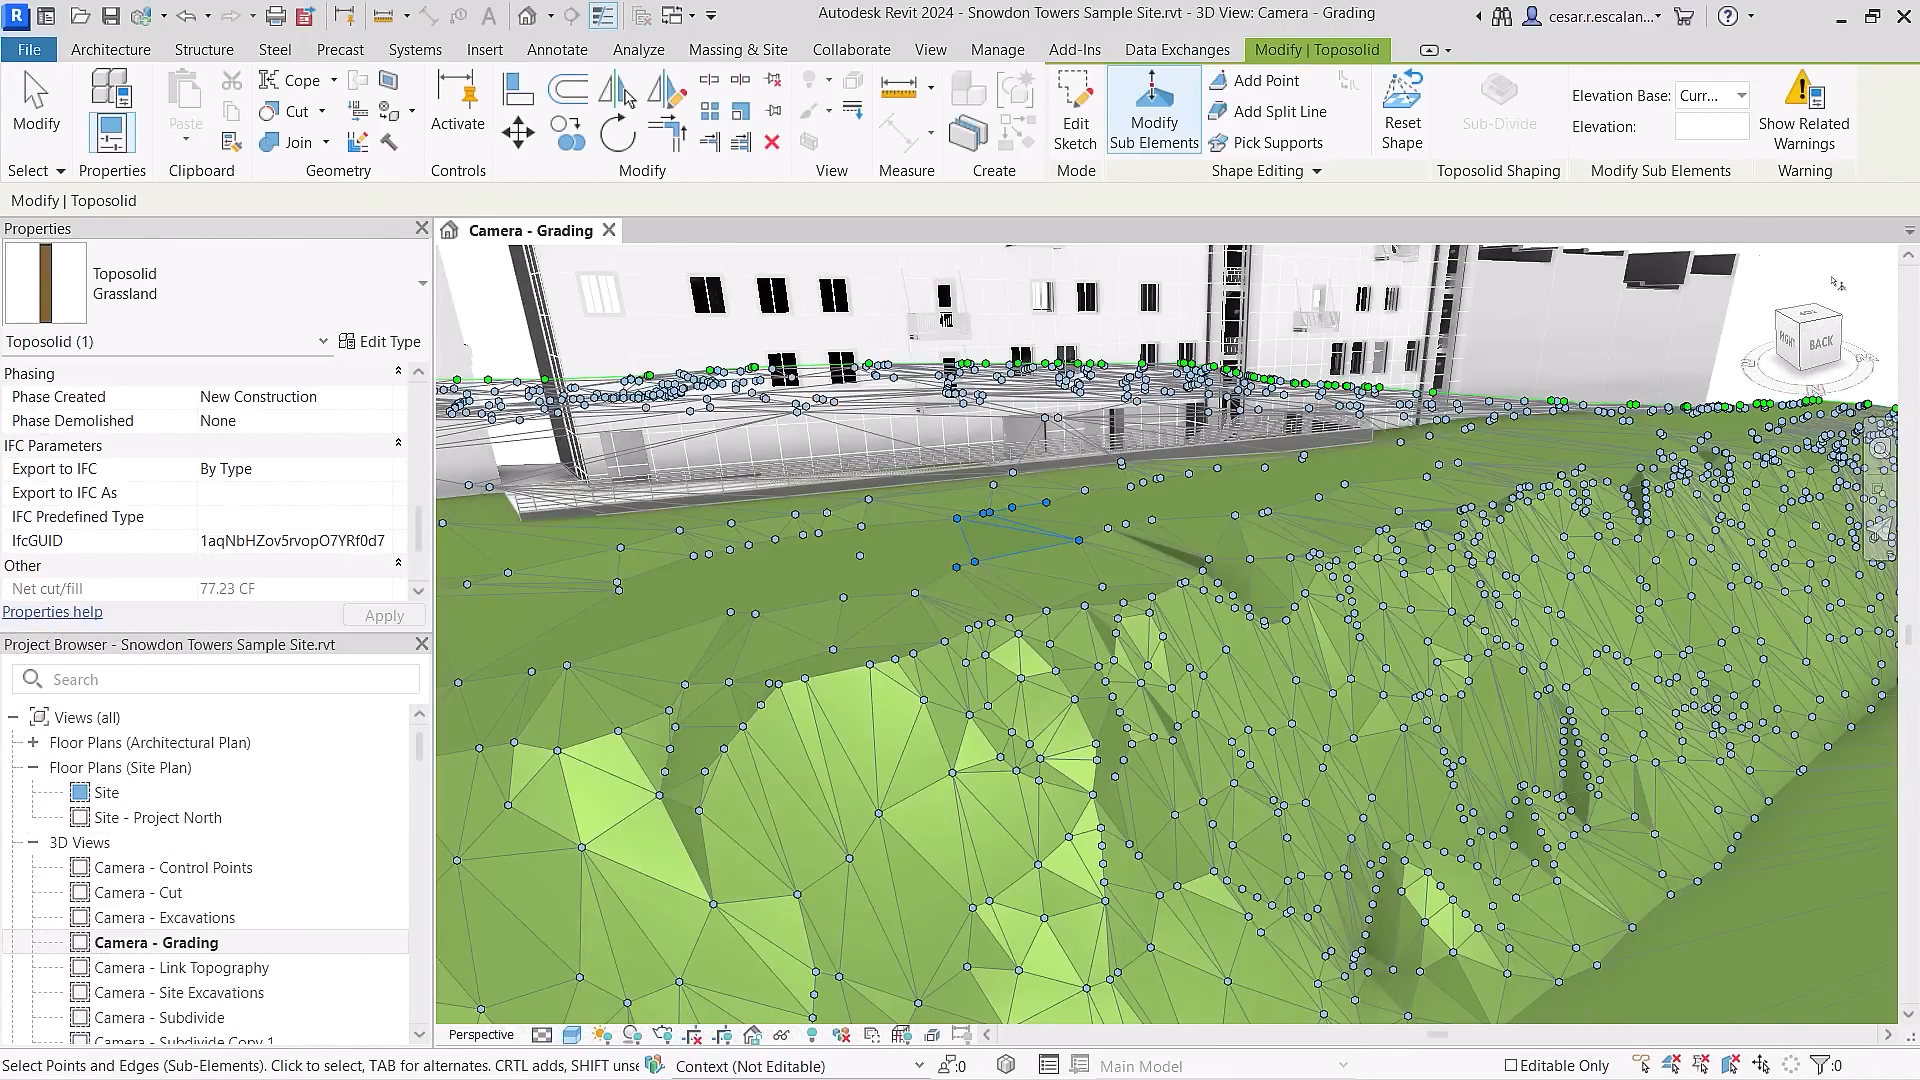 Autodesk Revit 2024 - Snowdon Towers Sample Site.rvt - 3D View: Camera - Grading
cesar.r.escalan...
File Architecture Structure Steel Precast Systems Insert Annotate Analyze Massing & Site Collaborate View Manage Add-Ins Data Exchanges Modify | Toposolid
Modify
Paste
Cope
Cut
Join
Activate
Edit Sketch
Modify Sub Elements
Add Point
Add Split Line
Pick Supports
Reset Shape
Sub-Divide
Elevation Base: Curr...
Elevation:
Show Related Warnings
Select Properties Clipboard Geometry Controls Modify View Measure Create Mode Shape Editing Toposolid Shaping Modify Sub Elements Warning
Modify | Toposolid
Properties
Toposolid
Grassland
Toposolid (1) Edit Type
Phasing
Phase Created New Construction
Phase Demolished None
IFC Parameters
Export to IFC By Type
Export to IFC As
IFC Predefined Type
IfcGUID 1aqNbHZov5rvopO7YRf0d7
Other
Net cut/fill 77.23 CF
Properties help Apply
Project Browser - Snowdon Towers Sample Site.rvt
Search
Views (all)
Floor Plans (Architectural Plan)
Floor Plans (Site Plan)
Site
Site - Project North
3D Views
Camera - Control Points
Camera - Cut
Camera - Excavations
Camera - Grading
Camera - Link Topography
Camera - Site Excavations
Camera - Subdivide
Camera - Subdivide Copy 1
Camera - Grading
RIGHT BACK
Perspective
Select Points and Edges (Sub-Elements). Click to select, TAB for alternates. CRTL adds, SHIFT unse
Context (Not Editable)
:0
Main Model
Editable Only
:0